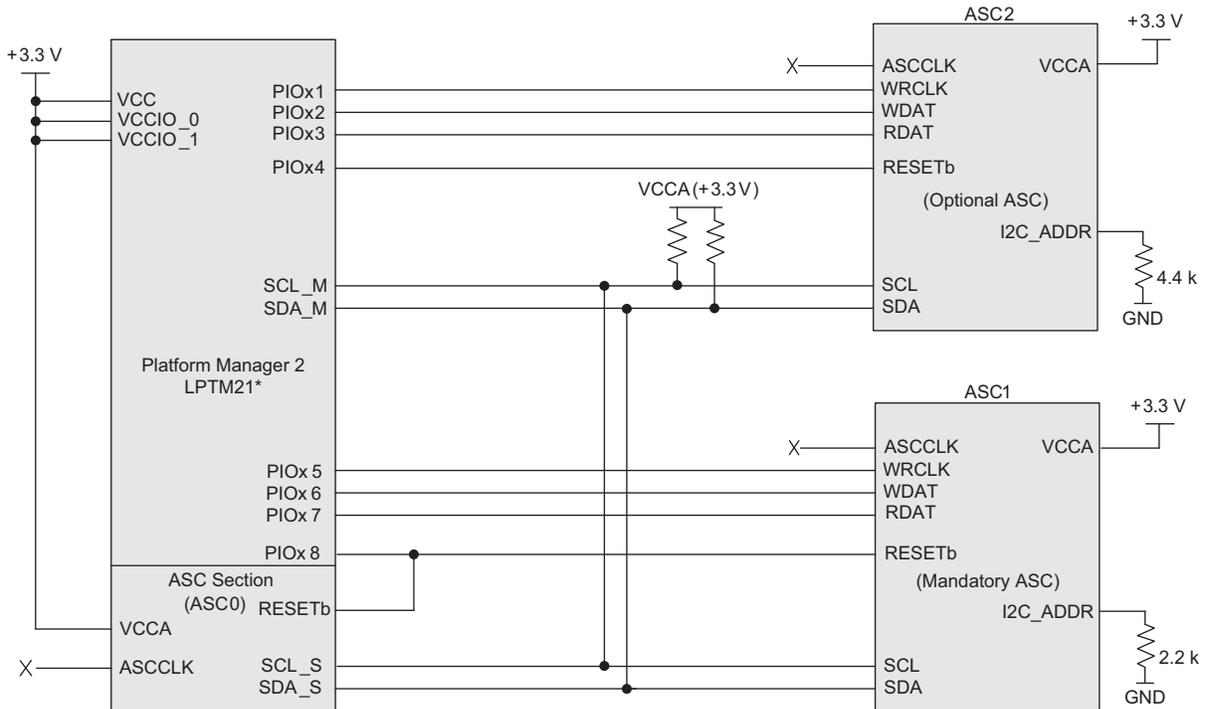 ASC2
+3.3 V
+3.3 V
VCC
VCCIO_0
VCCIO_1
PIOx1
PIOx2
PIOx3
PIOx4
X
ASCCLK
WRCLK
WDAT
RDAT
RESETb
VCCA
(Optional ASC)
I2C_ADDR
4.4 k
GND
VCCA(+3.3V)
SCL_M
SDA_M
SCL
SDA
Platform Manager 2
LPTM21*
ASC1
+3.3 V
X
ASCCLK
WRCLK
WDAT
RDAT
RESETb
VCCA
(Mandatory ASC)
I2C_ADDR
2.2 k
GND
PIOx 5
PIOx 6
PIOx 7
PIOx 8
ASC Section
(ASC0)
RESETb
VCCA
X
ASCCLK
SCL_S
SDA_S
SCL
SDA